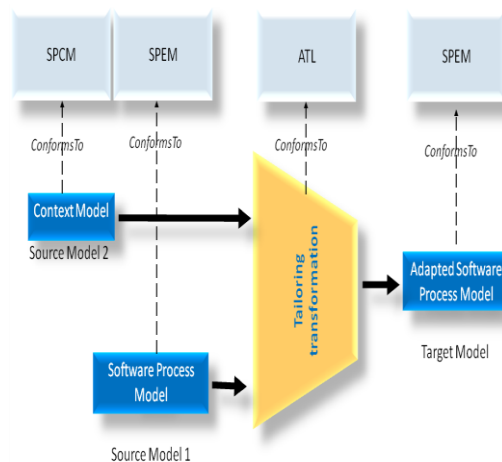 SPCM
SPEM
ATL
SPEM
ConformsTo
ConformsTo
ConformsTo
ConformsTo
Context Model
Source Model 2
Tailoring
transformation
Adapted Software
Process Model
Target Model
Software Process
Model
Source Model 1